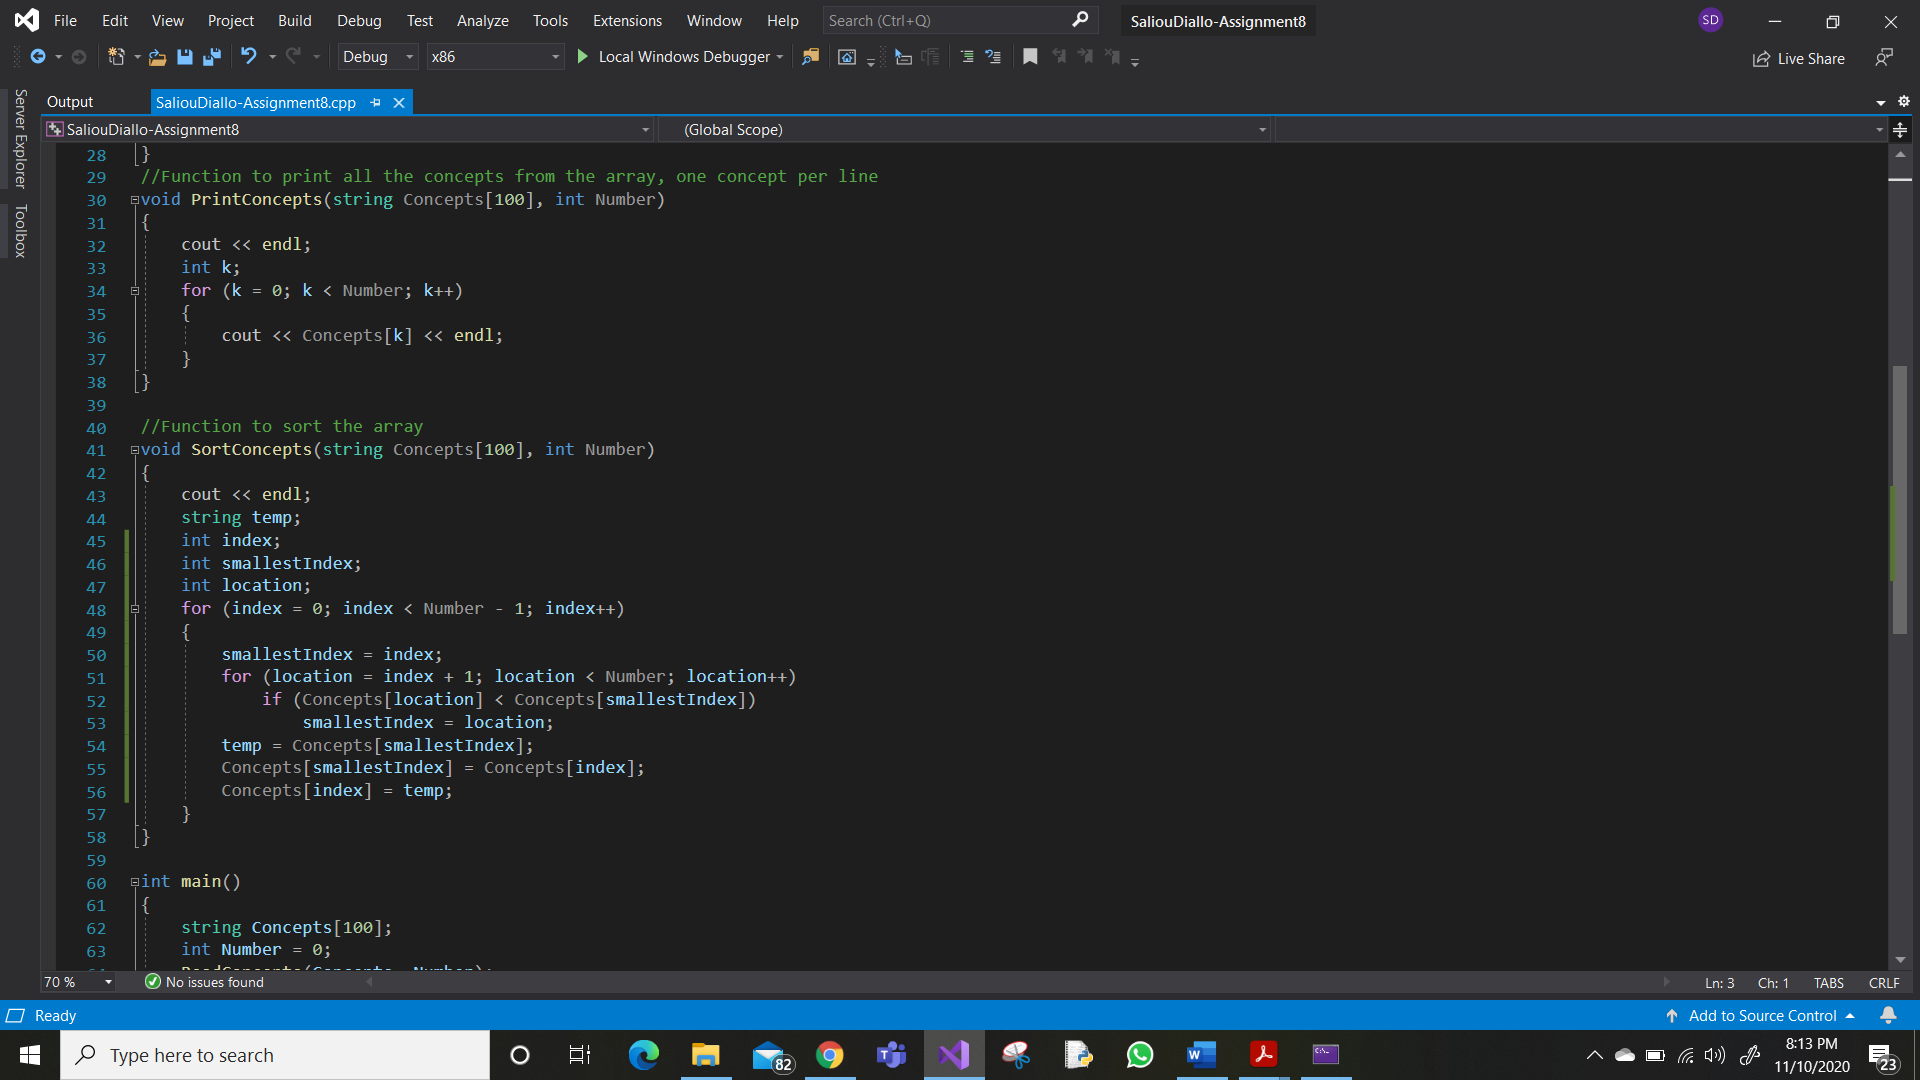 File Edit View Project Build Debug Test Analyze Tools Extensions Window Help Search (Ctrl+Q) SaliouDiallo-Assignment8 SD
Debug x86 Local Windows Debugger Live Share
Server Explorer
Toolbox
Output SaliouDiallo-Assignment8.cpp
SaliouDiallo-Assignment8 (Global Scope)
28 }
29 //Function to print all the concepts from the array, one concept per line
30 void PrintConcepts(string Concepts[100], int Number)
31 {
32 cout << endl;
33 int k;
34 for (k = 0; k < Number; k++)
35 {
36 cout << Concepts[k] << endl;
37 }
38 }
39
40 //Function to sort the array
41 void SortConcepts(string Concepts[100], int Number)
42 {
43 cout << endl;
44 string temp;
45 int index;
46 int smallestIndex;
47 int location;
48 for (index = 0; index < Number - 1; index++)
49 {
50 smallestIndex = index;
51 for (location = index + 1; location < Number; location++)
52 if (Concepts[location] < Concepts[smallestIndex])
53 smallestIndex = location;
54 temp = Concepts[smallestIndex];
55 Concepts[smallestIndex] = Concepts[index];
56 Concepts[index] = temp;
57 }
58 }
59
60 int main()
61 {
62 string Concepts[100];
63 int Number = 0;
70 % No issues found Ln: 3 Ch: 1 TABS CRLF
Ready Add to Source Control
Type here to search 82 8:13 PM
11/10/2020 23